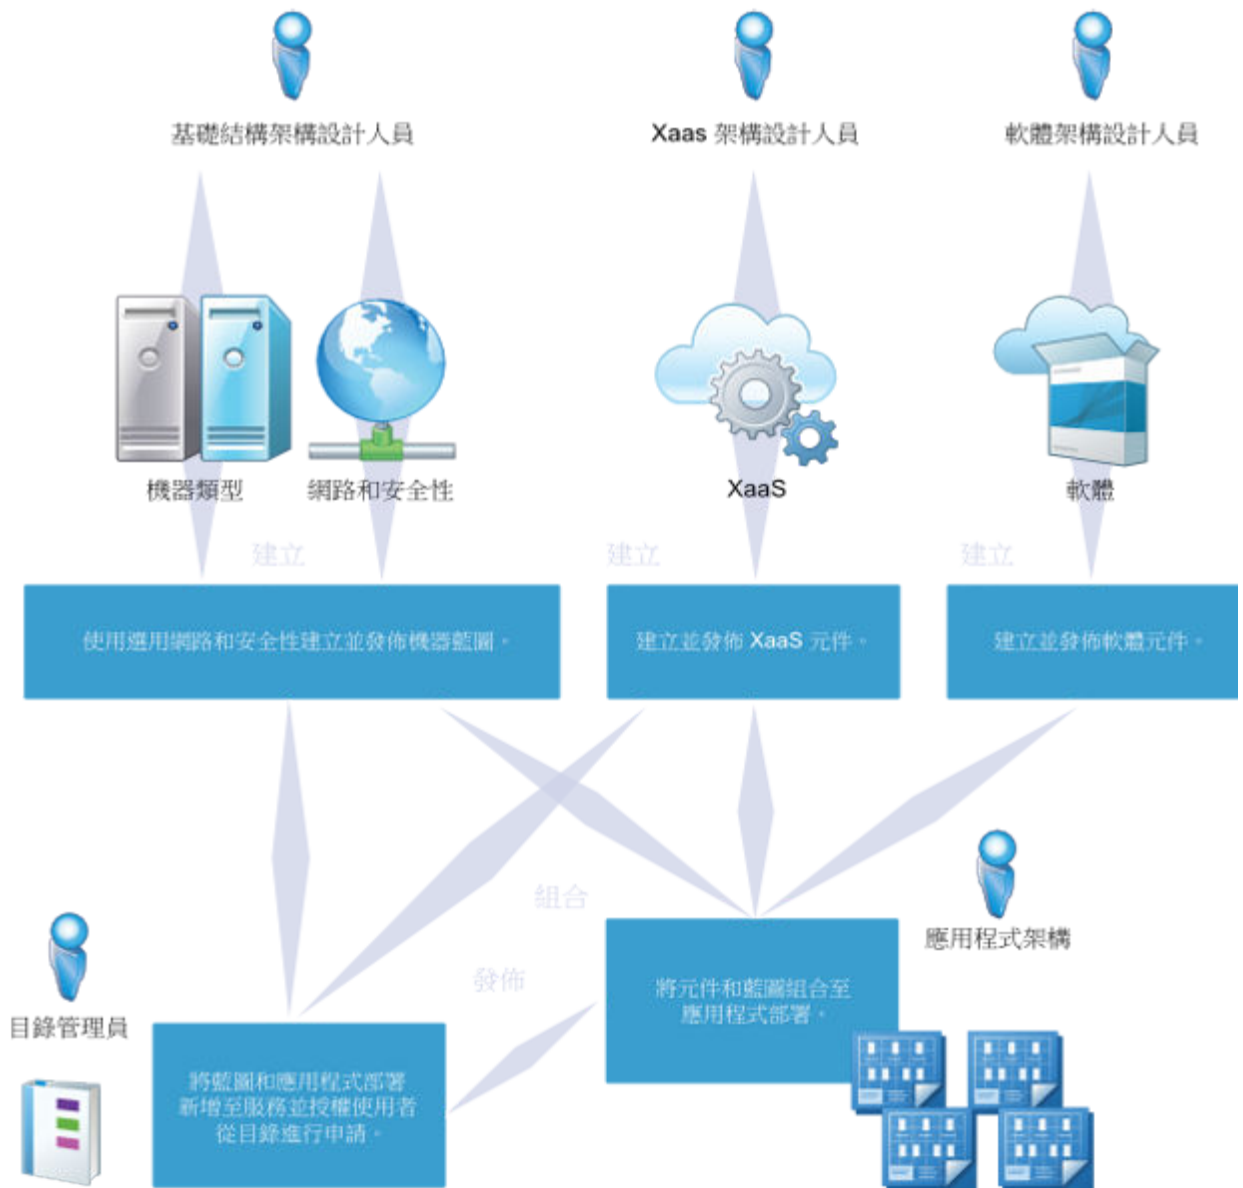 基礎結構架構設計人員
Xaas 架構設計人員
軟體架構設計人員
機器類型
網路和安全性
XaaS
軟體
建立
建立
建立
使用選用網路和安全性建立並發佈機器藍圖。
建立並發佈 XaaS 元件。
建立並發佈軟體元件。
組合
應用程式架構
發佈
將元件和藍圖組合至
應用程式部署。
目錄管理員
將藍圖和應用程式部署
新增至服務並授權使用者
從目錄進行申請。